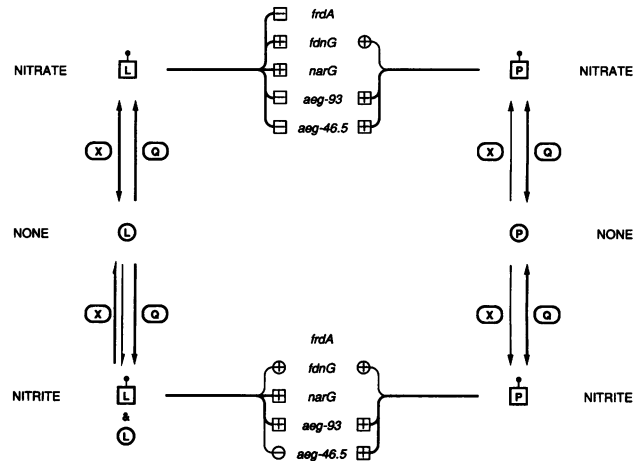 frdA
fdnG
NITRATE L narG P NITRATE
aeg-93
aeg-46.5
X Q X Q
NONE L P NONE
X Q X Q
frdA
fdnG
NITRITE L narG P NITRITE
&
L aeg-93
aeg-46.5